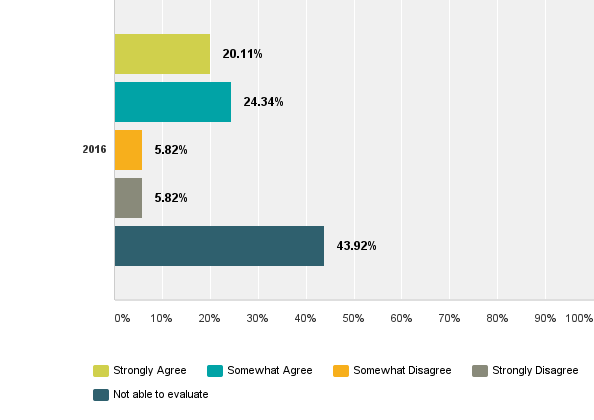 20.11%
24.34%
2016 5.82%
5.82%
43.92%
0% 10% 20% 30% 40% 50% 60% 70% 80% 90% 100%
Strongly Agree Somewhat Agree Somewhat Disagree Strongly Disagree
Not able to evaluate